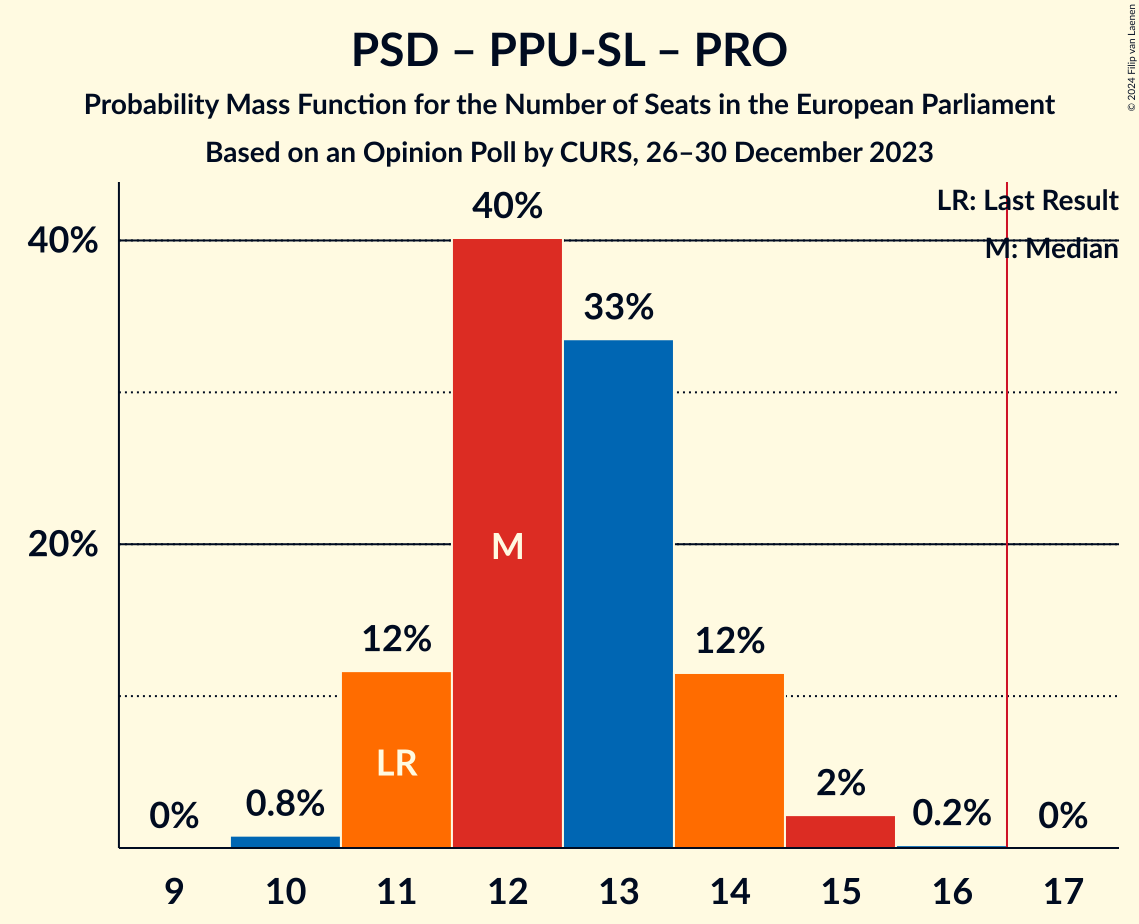 PSD – PPU-SL – PRO
Probability Mass Function for the Number of Seats in the European Parliament
Based on an Opinion Poll by CURS, 26–30 December 2023
© 2024 Filip van Laenen
LR: Last Result
M: Median
40%
20%
0%
0.8%
12%
40%
33%
12%
2%
0.2%
0%
LR
M
9 10 11 12 13 14 15 16 17